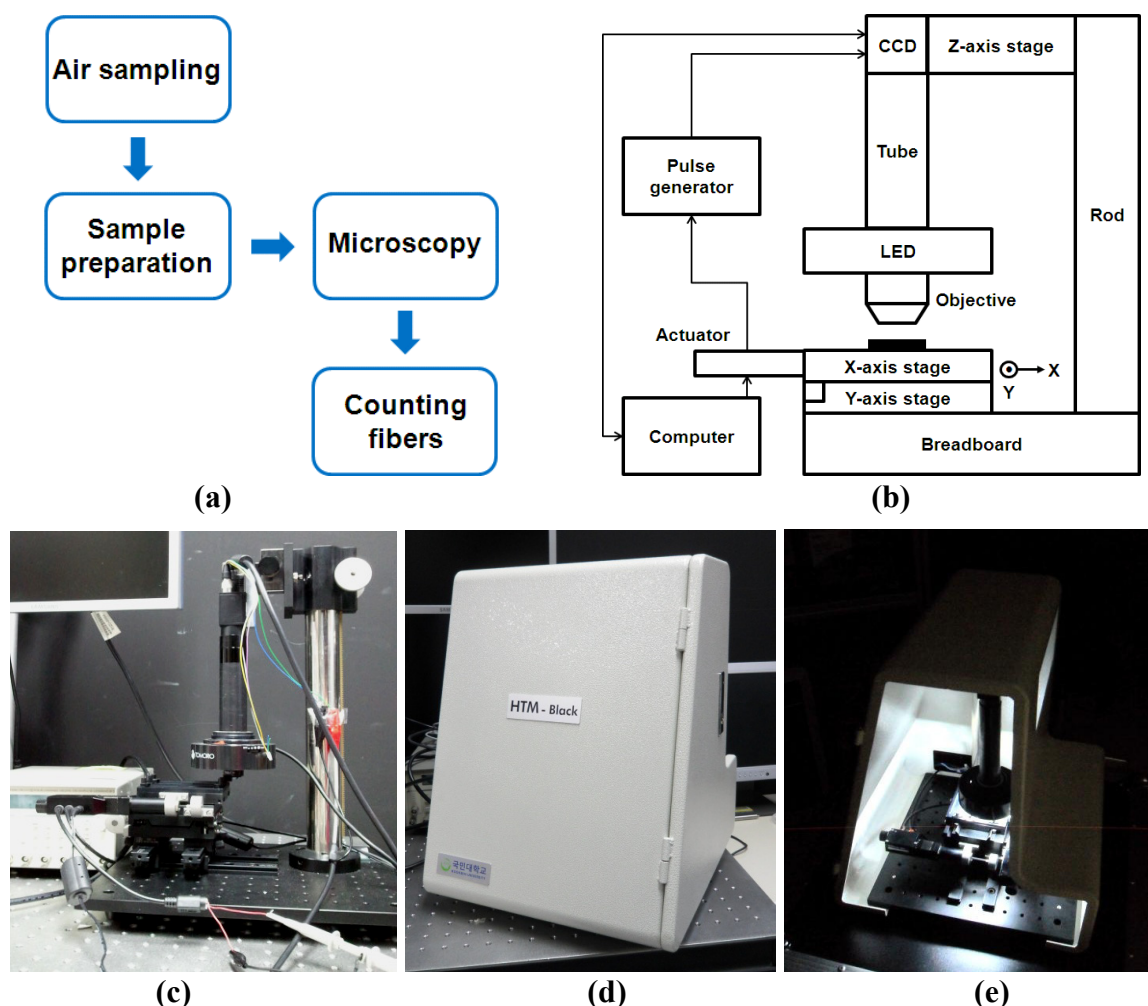 Air sampling
Sample
preparation
Microscopy
Counting
fibers
(a)
CCD
Z-axis stage
Tube
Pulse
generator
Rod
LED
Objective
Actuator
X-axis stage
X
Y
Y-axis stage
Computer
Breadboard
(b)
(c)
HTM - Black
국민대학교
(d)
(e)